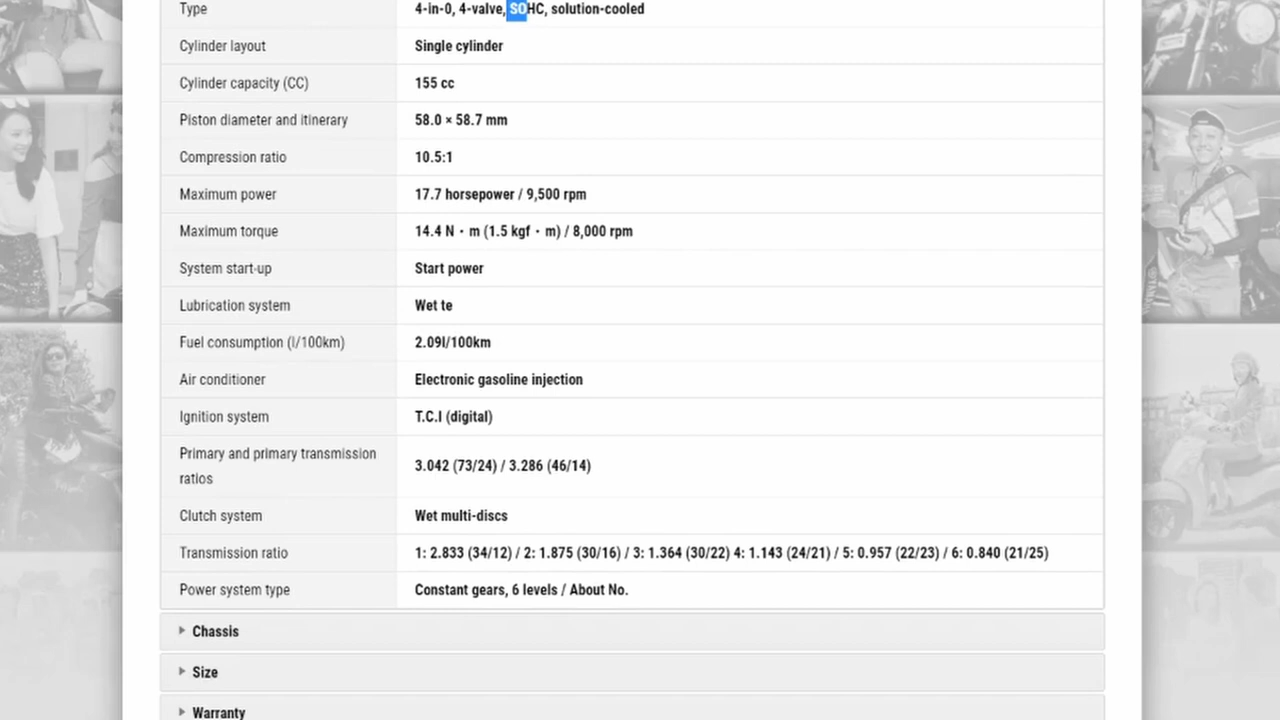 Type 4-in-0, 4-valve, SOHC, solution-cooled
Cylinder layout Single cylinder
Cylinder capacity (CC) 155 cc
Piston diameter and itinerary 58.0 × 58.7 mm
Compression ratio 10.5:1
Maximum power 17.7 horsepower / 9,500 rpm
Maximum torque 14.4 N・m (1.5 kgf・m) / 8,000 rpm
System start-up Start power
Lubrication system Wet te
Fuel consumption (l/100km) 2.09l/100km
Air conditioner Electronic gasoline injection
Ignition system T.C.I (digital)
Primary and primary transmission
ratios 3.042 (73/24) / 3.286 (46/14)
Clutch system Wet multi-discs
Transmission ratio 1: 2.833 (34/12) / 2: 1.875 (30/16) / 3: 1.364 (30/22) 4: 1.143 (24/21) / 5: 0.957 (22/23) / 6: 0.840 (21/25)
Power system type Constant gears, 6 levels / About No.
Chassis
Size
Warranty